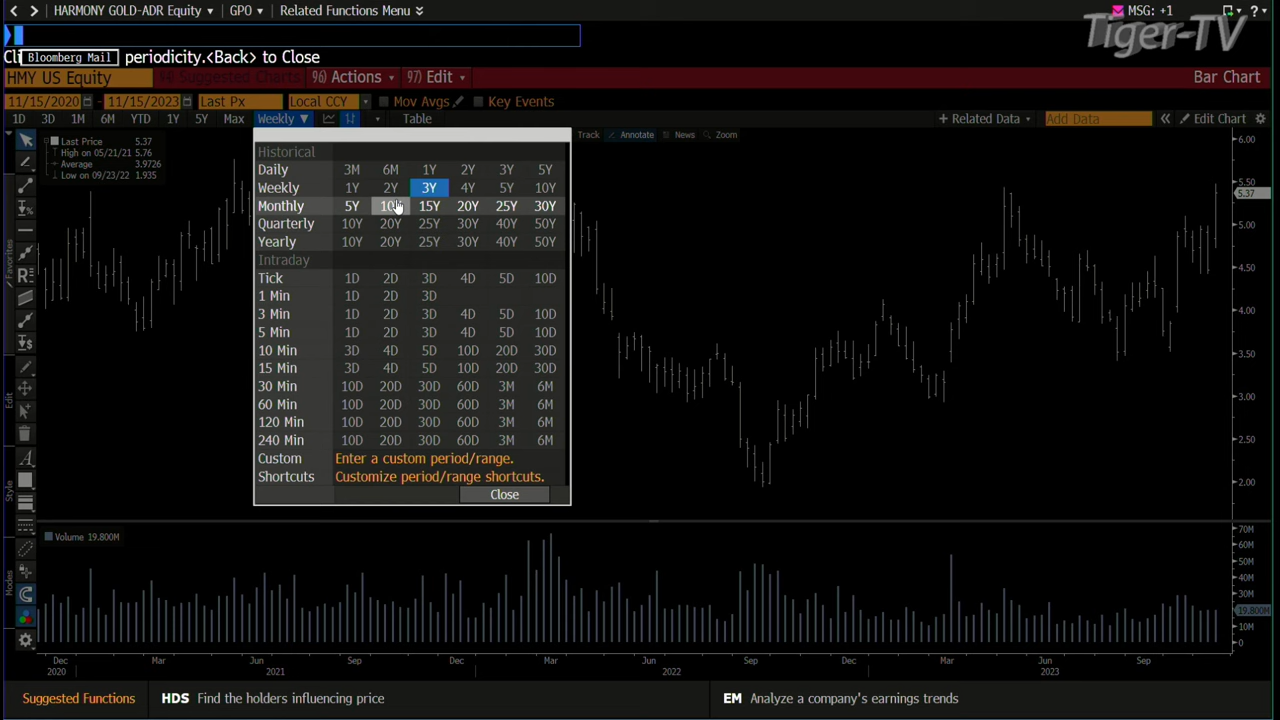 HARMONY GOLD-ADR Equity GPO Related Functions Menu MSG: +1 ?
Tiger-TV
Cli Bloomberg Mail periodicity.<Back> to Close
HMY US Equity 94) Suggested Charts 96) Actions 97) Edit Bar Chart
11/15/2020 - 11/15/2023 Last Px Local CCY Mov Avgs Key Events
1D 3D 1M 6M YTD 1Y 5Y Max Weekly Table + Related Data Add Data Edit Chart
Track Annotate News Zoom
Last Price 5.37
High on 05/21/21 5.76
Average 3.9726
Low on 09/23/22 1.935
Historical
Daily 3M 6M 1Y 2Y 3Y 5Y
Weekly 1Y 2Y 3Y 4Y 5Y 10Y
Monthly 5Y 10Y 15Y 20Y 25Y 30Y
Quarterly 10Y 20Y 25Y 30Y 40Y 50Y
Yearly 10Y 20Y 25Y 30Y 40Y 50Y
Intraday
Tick 1D 2D 3D 4D 5D 10D
1 Min 1D 2D 3D
3 Min 1D 2D 3D 4D 5D 10D
5 Min 1D 2D 3D 4D 5D 10D
10 Min 3D 4D 5D 10D 20D 30D
15 Min 3D 4D 5D 10D 20D 30D
30 Min 10D 20D 30D 60D 3M 6M
60 Min 10D 20D 30D 60D 3M 6M
120 Min 10D 20D 30D 60D 3M 6M
240 Min 10D 20D 30D 60D 3M 6M
Custom Enter a custom period/range.
Shortcuts Customize period/range shortcuts.
Close
6.00
5.50
5.37
4.50
4.00
3.50
3.00
2.50
2.00
Favorites
Edit
Style
Modes
Volume 19.800M
70M
60M
50M
40M
30M
19.800M
10M
0
Dec Mar Jun Sep Dec Mar Jun Sep Dec Mar Jun Sep
2020 2021 2022 2023
Suggested Functions HDS Find the holders influencing price EM Analyze a company's earnings trends